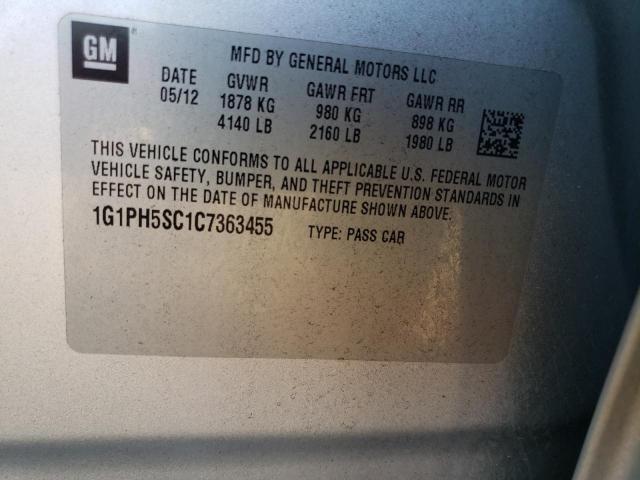 GM
MFD BY GENERAL MOTORS LLC
DATE GVWR GAWR FRT GAWR RR
05/12 1878 KG 980 KG 898 KG
4140 LB 2160 LB 1980 LB
THIS VEHICLE CONFORMS TO ALL APPLICABLE U.S. FEDERAL MOTOR
VEHICLE SAFETY, BUMPER, AND THEFT PREVENTION STANDARDS IN
EFFECT ON THE DATE OF MANUFACTURE SHOWN ABOVE.
1G1PH5SC1C7363455 TYPE: PASS CAR